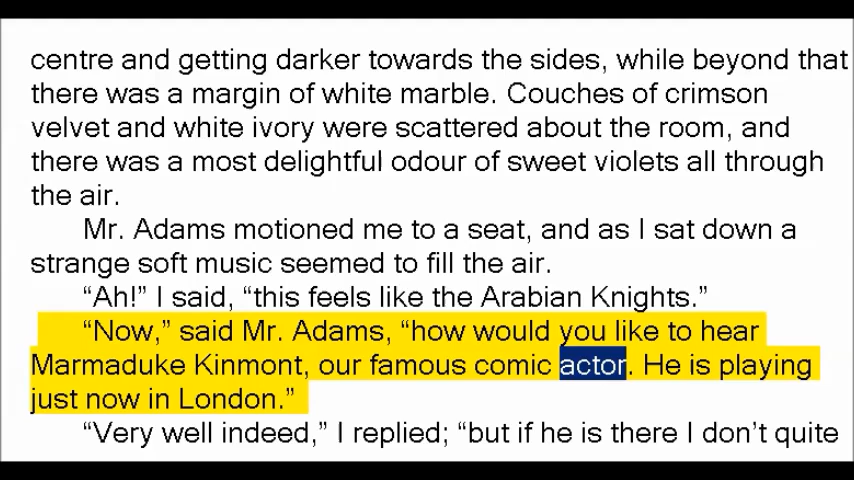 centre and getting darker towards the sides, while beyond that
there was a margin of white marble. Couches of crimson
velvet and white ivory were scattered about the room, and
there was a most delightful odour of sweet violets all through
the air.
Mr. Adams motioned me to a seat, and as I sat down a
strange soft music seemed to fill the air.
“Ah!” I said, “this feels like the Arabian Knights.”
“Now,” said Mr. Adams, “how would you like to hear
Marmaduke Kinmont, our famous comic actor. He is playing
just now in London.”
“Very well indeed,” I replied; “but if he is there I don’t quite